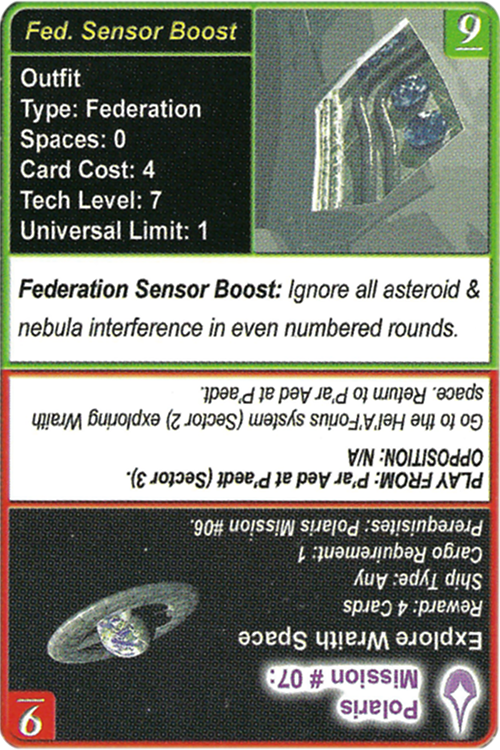 Fed. Sensor Boost
9
Outfit
Type: Federation
Spaces: 0
Card Cost: 4
Tech Level: 7
Universal Limit: 1
Federation Sensor Boost: Ignore all asteroid &
nebula interference in even numbered rounds.
Polaris
Mission # 07:
9
Explore Wraith Space
Reward: 4 Cards
Ship Type: Any
Cargo Requirement: 1
Prerequisites: Polaris Mission #06.
PLAY FROM: P'ar Aed at P'aedt (Sector 3).
OPPOSITION: N/A
Go to the Hel'A'Forius system (Sector 2) exploring Wraith
space. Return to P'ar Aed at P'aedt.